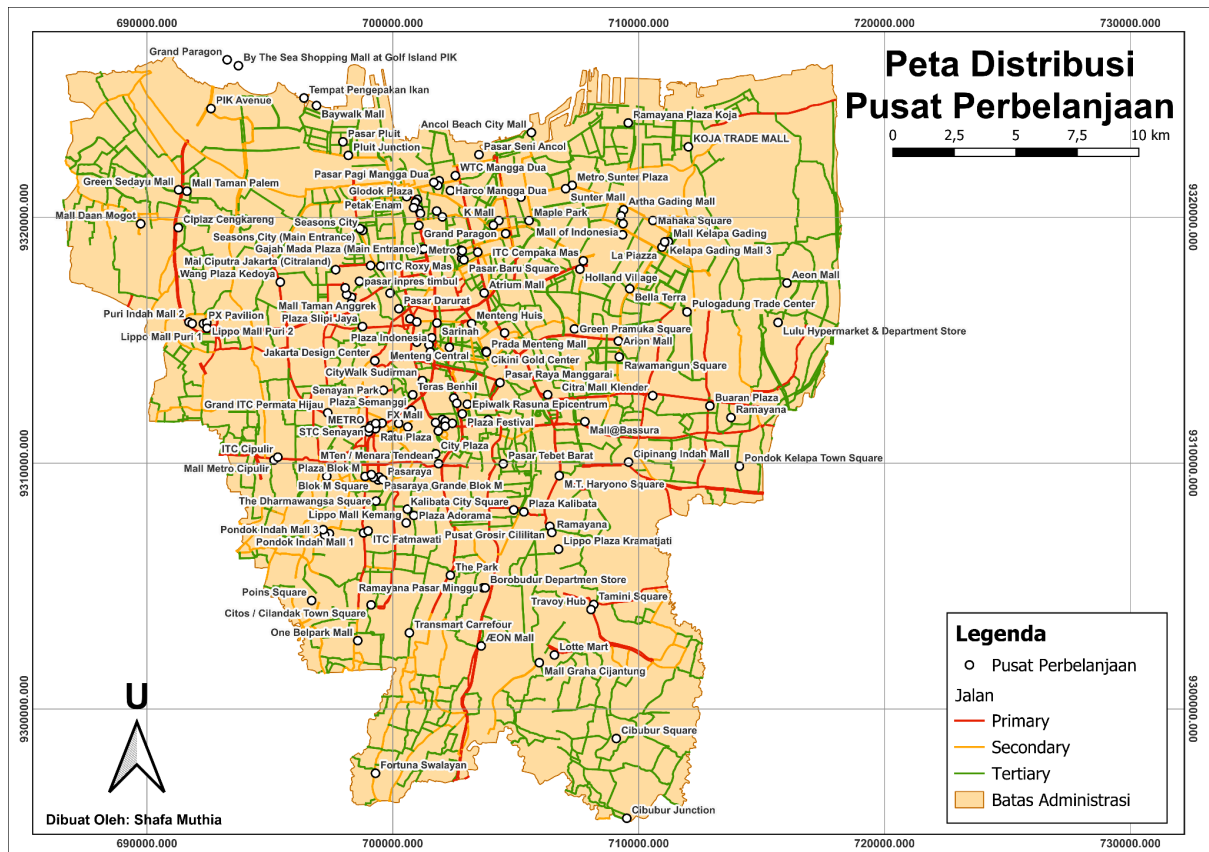 690000.000
700000.000
710000.000
720000.000
730000.000
Peta Distribusi
Pusat Perbelanjaan
0
2,5
5
7,5
10 km
Grand Paragon
By The Sea Shopping Mall at Golf Island PIK
Tempat Pengepakan Ikan
PIK Avenue
Baywalk Mall
Ramayana Plaza Koja
Ancol Beach City Mall
Pasar Pluit
KOJA TRADE MALL
Pluit Junction
Pasar Seni Ancol
WTC Mangga Dua
Pasar Pagi Mangga Dua
Metro Sunter Plaza
Green Sedayu Mall
Mall Taman Palem
Glodok Plaza
Harco Mangga Dua
Sunter Mall
Artha Gading Mall
Petak Enam
K Mall
Maple Park
Mahaka Square
Mall Daan Mogot
Ciplaz Cengkareng
Seasons City
Grand Paragon
Mall of Indonesia
Mall Kelapa Gading
Seasons City (Main Entrance)
Gajah Mada Plaza (Main Entrance)
Metro
ITC Cempaka Mas
La Piazza
Kelapa Gading Mall 3
Mal Ciputra Jakarta (Citraland)
ITC Roxy Mas
Pasar Baru Square
Wang Plaza Kedoya
pasar inpres timbul
Atrium Mall
Holland Village
Aeon Mall
Bella Terra
Mall Taman Anggrek
Pasar Darurat
Pulogadung Trade Center
Puri Indah Mall 2
PX Pavilion
Plaza Slipi Jaya
Menteng Huis
Lippo Mall Puri 2
Sarinah
Green Pramuka Square
Lulu Hypermarket & Department Store
Lippo Mall Puri 1
Plaza Indonesia
Prada Menteng Mall
Arion Mall
Jakarta Design Center
Menteng Central
Cikini Gold Center
Rawamangun Square
CityWalk Sudirman
Pasar Raya Manggarai
Senayan Park
Teras Benhil
Citra Mall Klender
Buaran Plaza
Grand ITC Permata Hijau
Plaza Semanggi
Epiwalk Rasuna Epicentrum
Ramayana
METRO
FX Mall
Plaza Festival
Mall@Bassura
STC Senayan
Ratu Plaza
City Plaza
ITC Cipulir
MTen / Menara Tendean
Pasar Tebet Barat
Cipinang Indah Mall
Pondok Kelapa Town Square
Mall Metro Cipulir
Plaza Blok M
Pasaraya
Blok M Square
Pasaraya Grande Blok M
M.T. Haryono Square
The Dharmawangsa Square
Kalibata City Square
Plaza Kalibata
Lippo Mall Kemang
Plaza Adorama
Pondok Indah Mall 3
Ramayana
Pondok Indah Mall 1
ITC Fatmawati
Pusat Grosir Cililitan
Lippo Plaza Kramatjati
The Park
Ramayana Pasar Minggu
Borobudur Departmen Store
Poins Square
Travoy Hub
Tamini Square
Citos / Cilandak Town Square
One Belpark Mall
Transmart Carrefour
ÆON Mall
Lotte Mart
Mall Graha Cijantung
Cibubur Square
Fortuna Swalayan
Cibubur Junction
9320000.000
9310000.000
9300000.000
9320000.000
9310000.000
9300000.000
U
Dibuat Oleh: Shafa Muthia
Legenda
Pusat Perbelanjaan
Jalan
Primary
Secondary
Tertiary
Batas Administrasi
690000.000
700000.000
710000.000
720000.000
730000.000